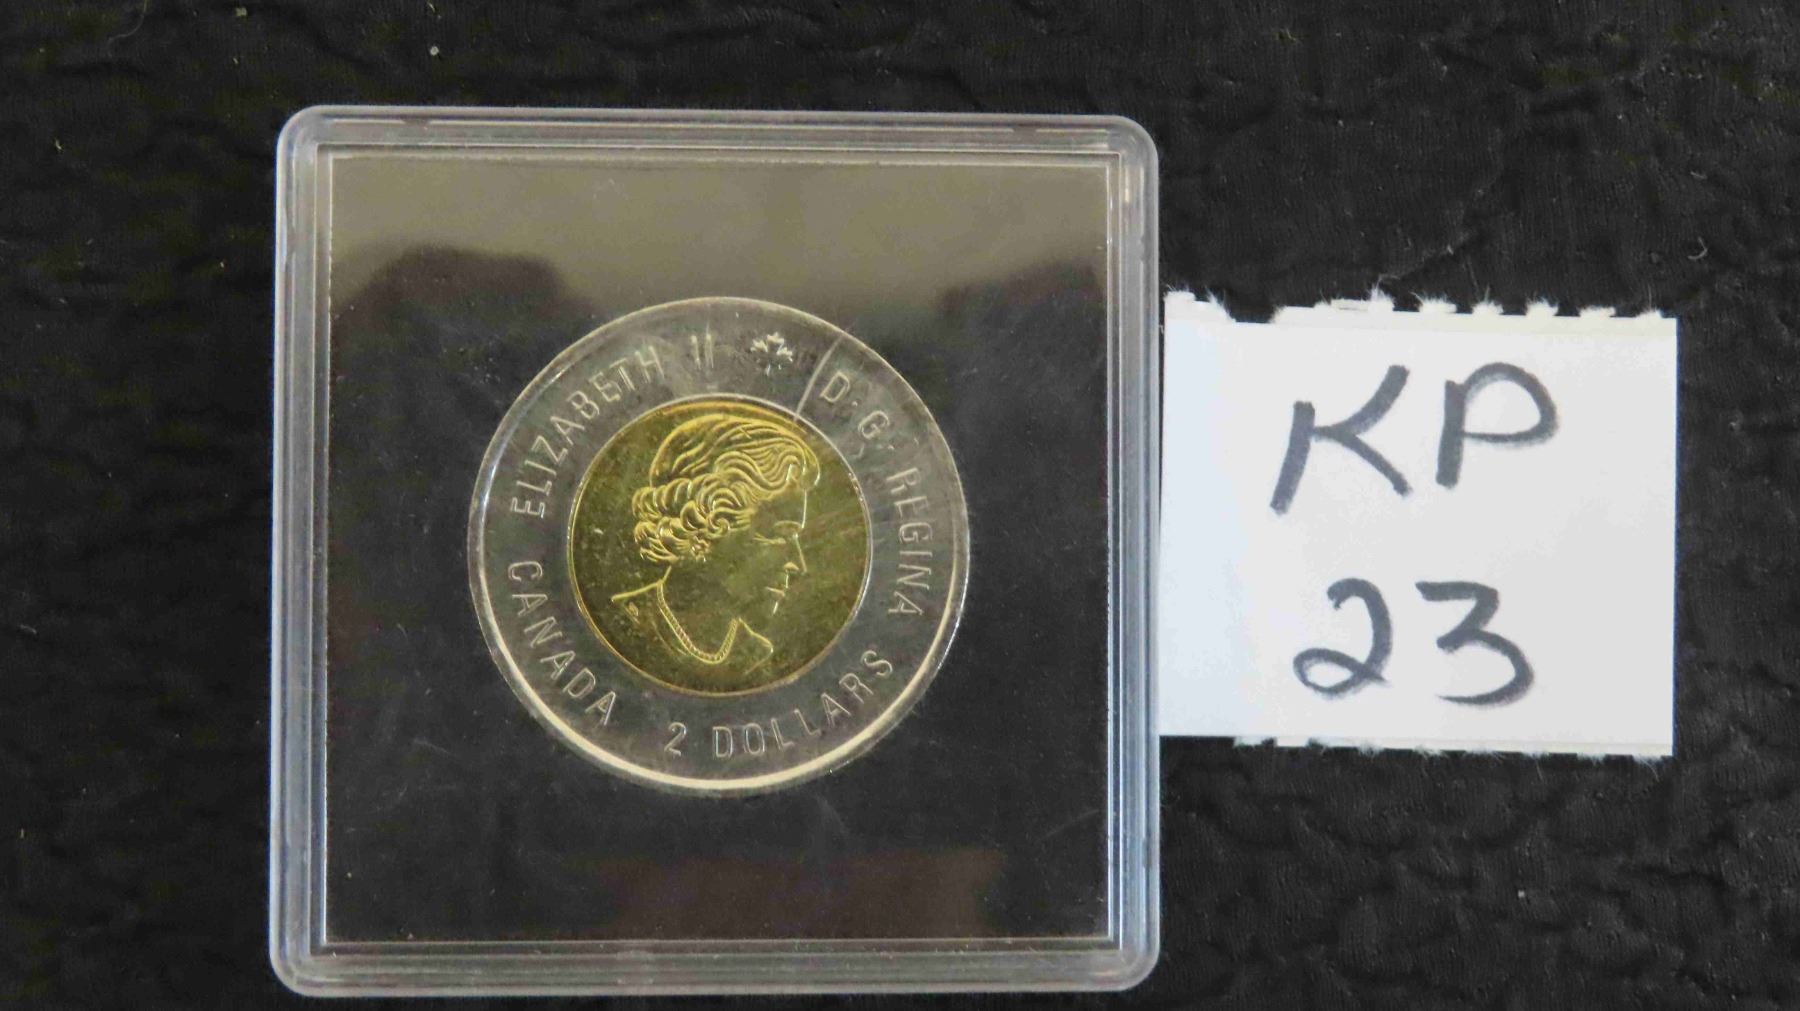 ELIZABETH II D·G·REGINA
CANADA 2 DOLLARS
KP
23